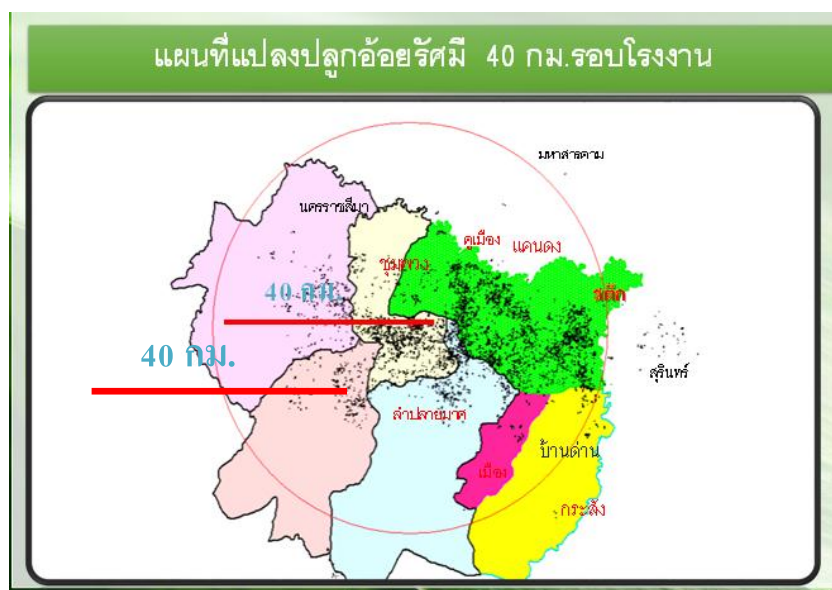 แผนที่แปลงปลูกอ้อยรัศมี 40 กม.รอบโรงงาน
มหาสารคาม
นครราชสีมา
คูเมือง
แคนดง
ชุมพวง
40 กม.
สตึก
40 กม.
สุรินทร์
ลำปลายมาศ
บ้านด่าน
เมือง
กระสัง